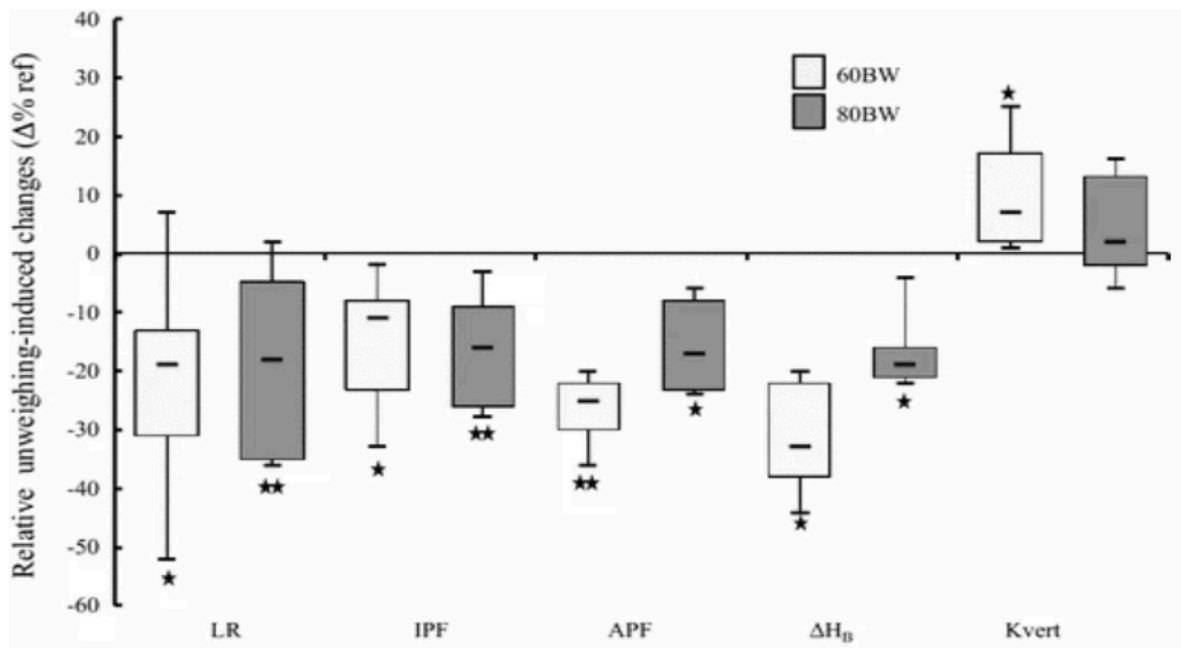 Relative unweighing-induced changes (Δ% ref)
40
30
20
10
0
-10
-20
-30
-40
-50
-60
60BW
80BW
★
★★
★
★★
★★
★
★
★
★
LR
IPF
APF
ΔH_B
Kvert